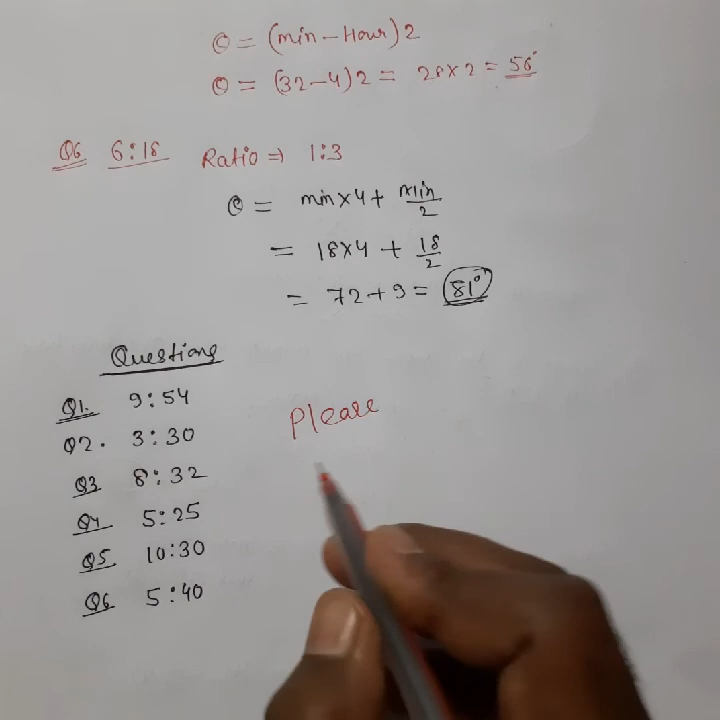 Θ = (min - Hour) 2
Θ = (32-4) 2 = 28 x 2 = 56°
Q6 6:18 Ratio ⇒ 1:3
Θ = min x 4 + min/2
= 18 x 4 + 18/2
= 72 + 9 = 81°
Questions
Q1. 9:54
Q2. 3:30
Q3 8:32
Q4 5:25
Q5 10:30
Q6 5:40
Please